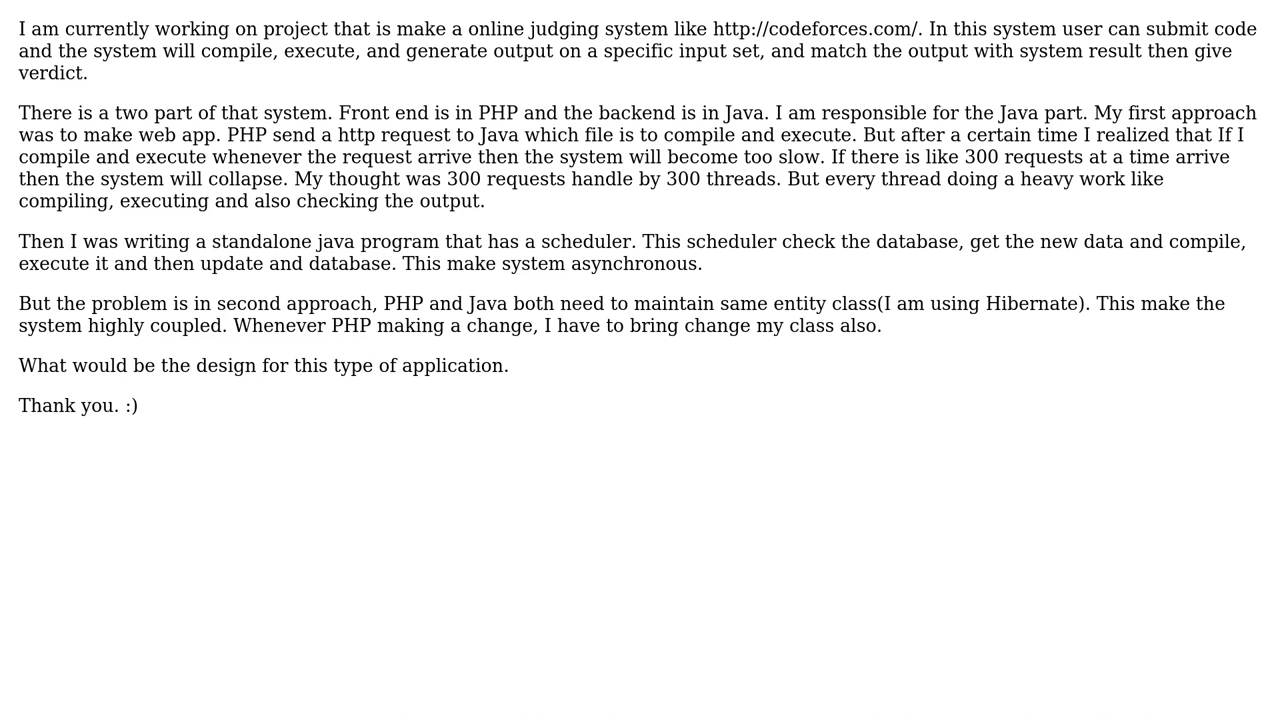 I am currently working on project that is make a online judging system like http://codeforces.com/. In this system user can submit code
and the system will compile, execute, and generate output on a specific input set, and match the output with system result then give
verdict.
There is a two part of that system. Front end is in PHP and the backend is in Java. I am responsible for the Java part. My first approach
was to make web app. PHP send a http request to Java which file is to compile and execute. But after a certain time I realized that If I
compile and execute whenever the request arrive then the system will become too slow. If there is like 300 requests at a time arrive
then the system will collapse. My thought was 300 requests handle by 300 threads. But every thread doing a heavy work like
compiling, executing and also checking the output.
Then I was writing a standalone java program that has a scheduler. This scheduler check the database, get the new data and compile,
execute it and then update and database. This make system asynchronous.
But the problem is in second approach, PHP and Java both need to maintain same entity class(I am using Hibernate). This make the
system highly coupled. Whenever PHP making a change, I have to bring change my class also.
What would be the design for this type of application.
Thank you. :)